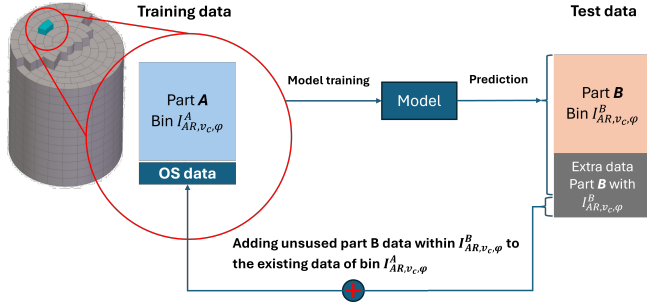 Training data
Test data
Part A
Bin I^A_{AR,v_c,φ}
OS data
Model training
Model
Prediction
Part B
Bin I^B_{AR,v_c,φ}
Extra data
Part B with
I^B_{AR,v_c,φ}
Adding unsused part B data within I^B_{AR,v_c,φ} to
the existing data of bin I^A_{AR,v_c,φ}